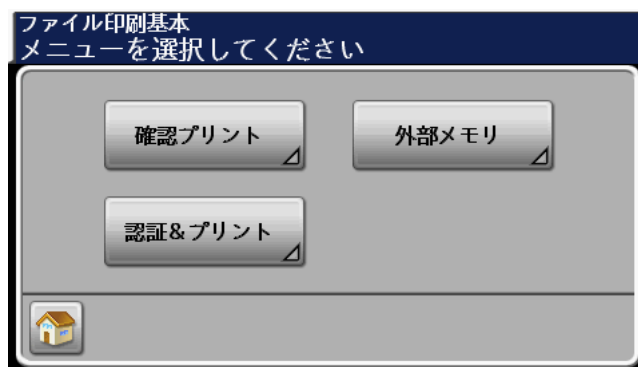 ファイル印刷基本
メニューを選択してください
確認プリント
外部メモリ
認証&プリント